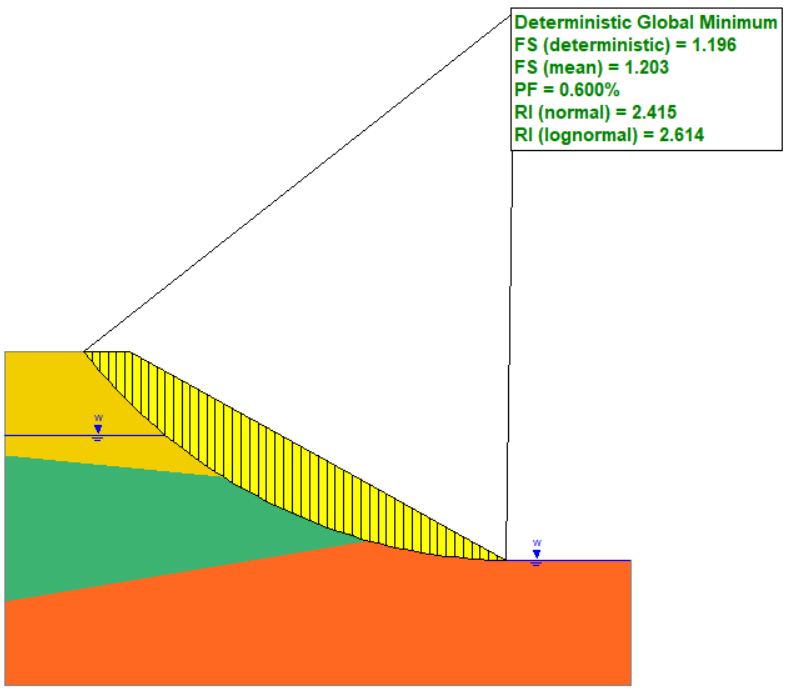 Deterministic Global Minimum
FS (deterministic) = 1.196
FS (mean) = 1.203
PF = 0.600%
RI (normal) = 2.415
RI (lognormal) = 2.614
w
w